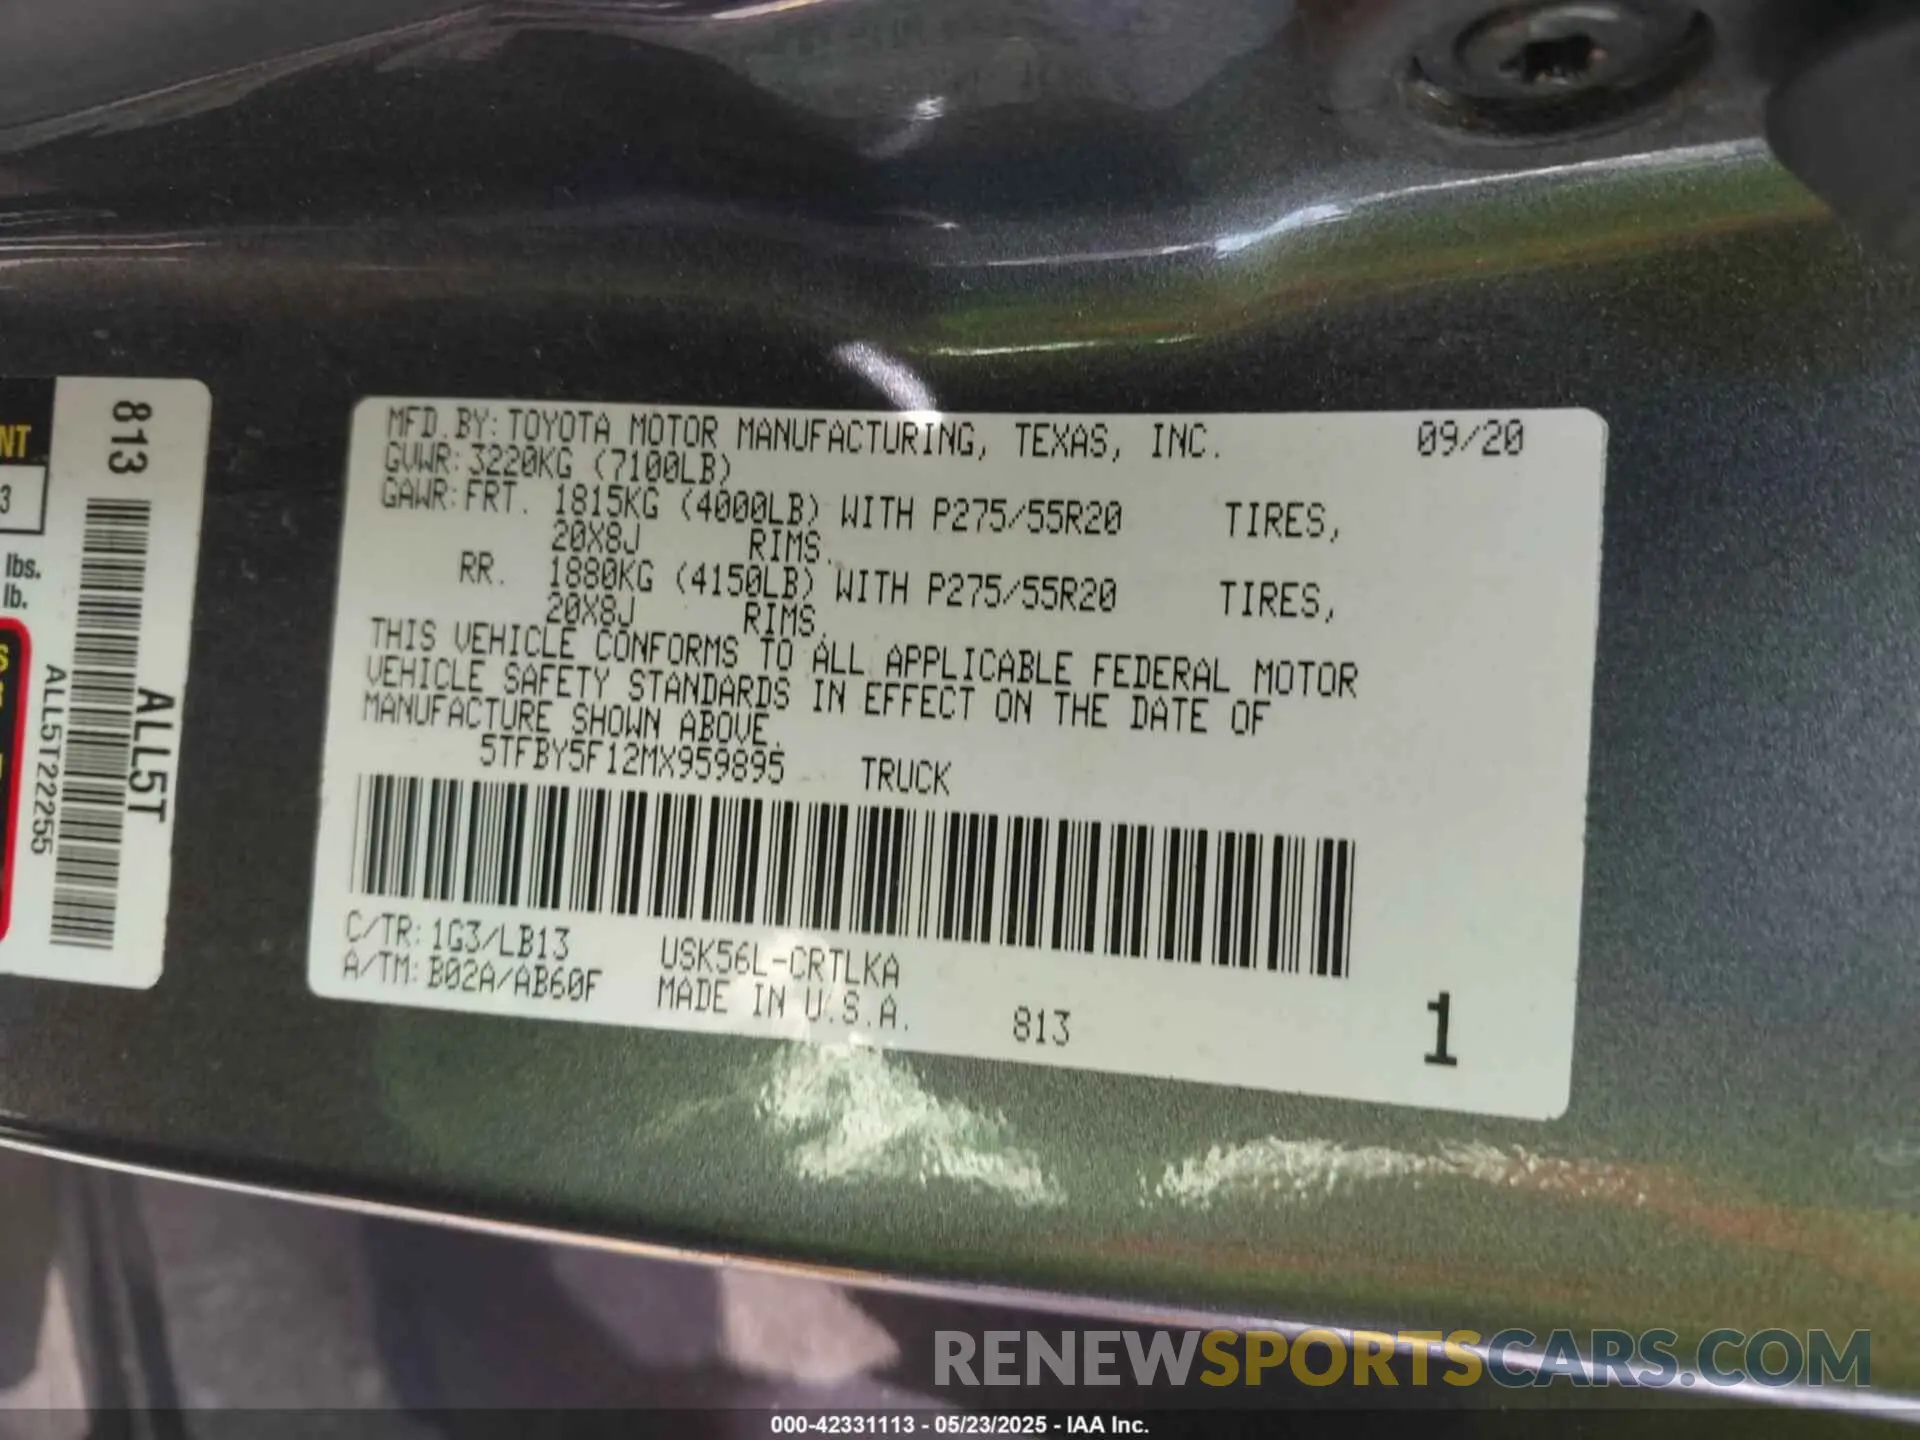 NT
3
lbs.
lb.
S
813
ALL5T
ALL5T222255
MFD.BY:TOYOTA MOTOR MANUFACTURING, TEXAS, INC. 09/20
GVWR:3220KG (7100LB)
GAWR:FRT. 1815KG (4000LB) WITH P275/55R20 TIRES,
20X8J RIMS.
RR. 1880KG (4150LB) WITH P275/55R20 TIRES,
20X8J RIMS.
THIS VEHICLE CONFORMS TO ALL APPLICABLE FEDERAL MOTOR
VEHICLE SAFETY STANDARDS IN EFFECT ON THE DATE OF
MANUFACTURE SHOWN ABOVE.
5TFBY5F12MX959895 TRUCK
C/TR:1G3/LB13 USK56L-CRTLKA
A/TM:B02A/AB60F MADE IN U.S.A. 813
1
RENEWSPORTSCARS.COM
000-42331113 - 05/23/2025 - IAA Inc.